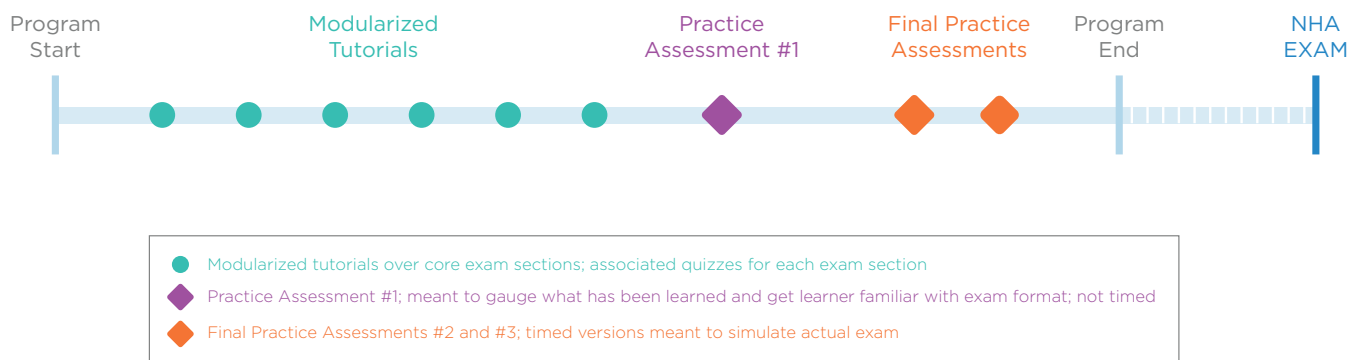 Program
Start
Modularized
Tutorials
Practice
Assessment #1
Final Practice
Assessments
Program
End
NHA
EXAM
Modularized tutorials over core exam sections; associated quizzes for each exam section
Practice Assessment #1; meant to gauge what has been learned and get learner familiar with exam format; not timed
Final Practice Assessments #2 and #3; timed versions meant to simulate actual exam